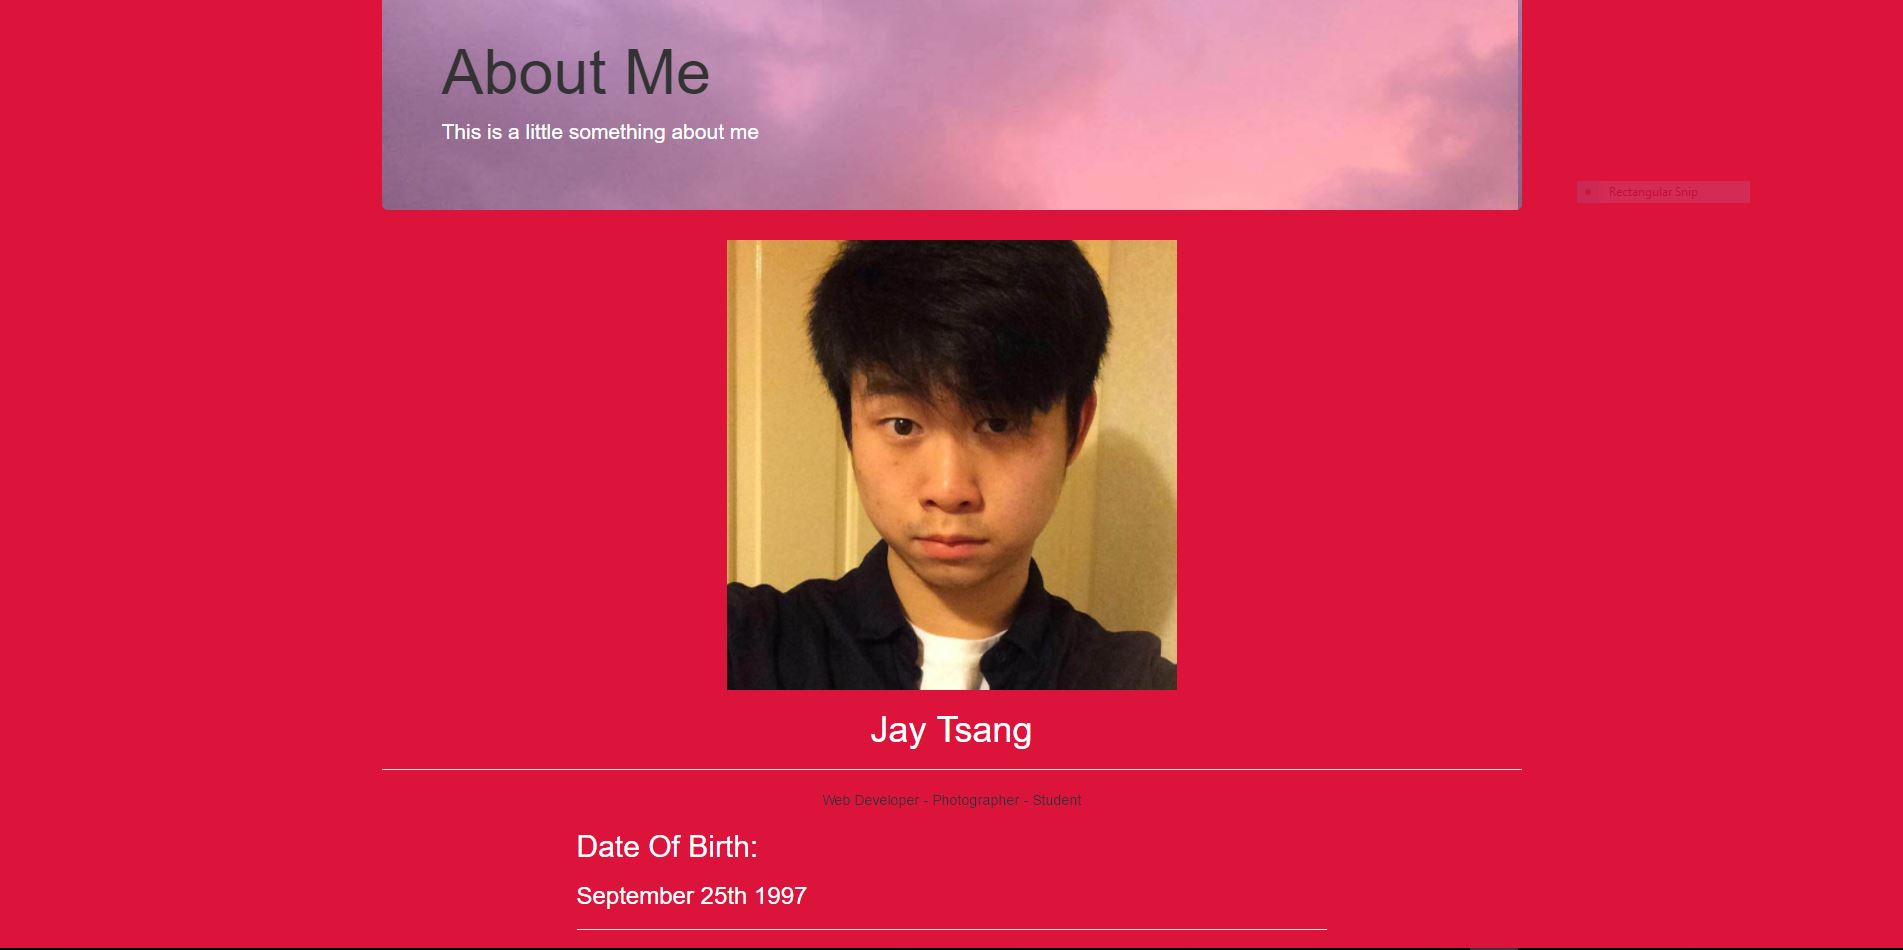 About Me
This is a little something about me
Rectangular Snip
Jay Tsang
Web Developer - Photographer - Student
Date Of Birth:
September 25th 1997